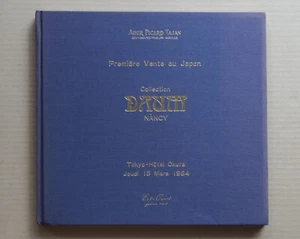 Ader, Picard, Tajan
Première Vente au Japon
Collection
DAUM
NANCY
Tokyo-Hôtel Okura
Jeudi 15 Mars 1984